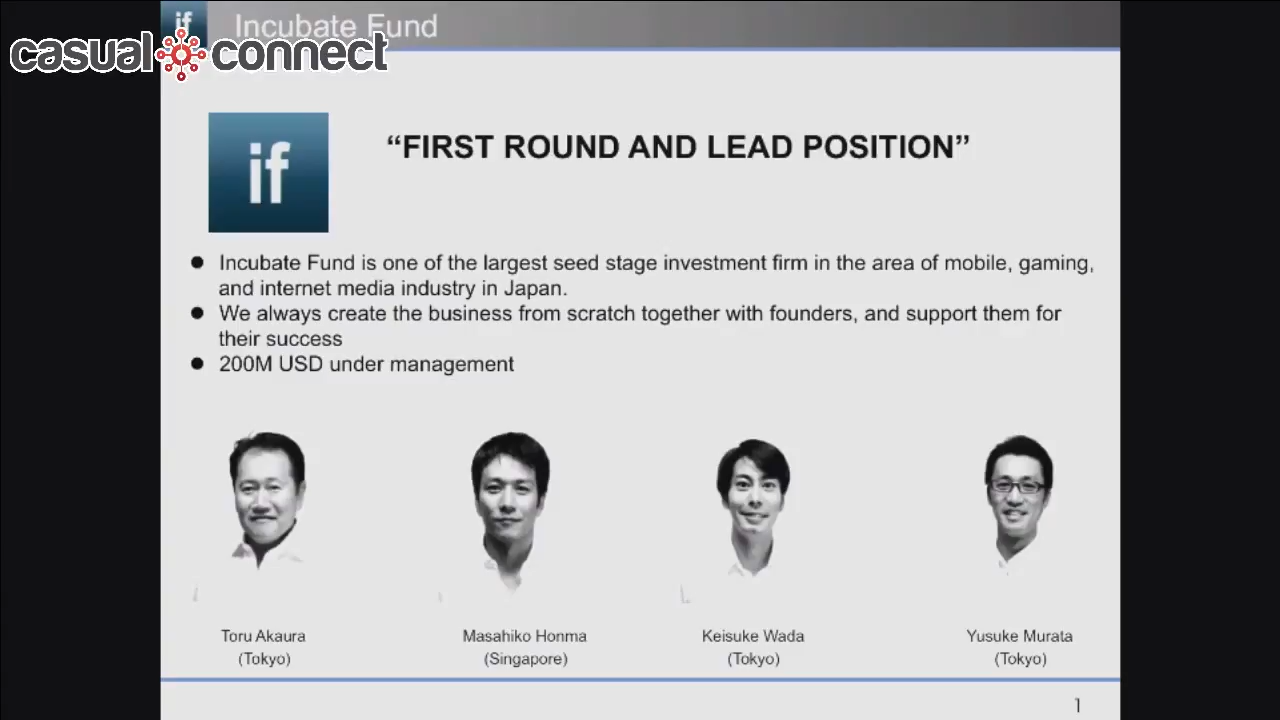 if Incubate Fund
casual connect
if
“FIRST ROUND AND LEAD POSITION”
● Incubate Fund is one of the largest seed stage investment firm in the area of mobile, gaming,
and internet media industry in Japan.
● We always create the business from scratch together with founders, and support them for
their success
● 200M USD under management
Toru Akaura Masahiko Honma Keisuke Wada Yusuke Murata
(Tokyo) (Singapore) (Tokyo) (Tokyo)
1